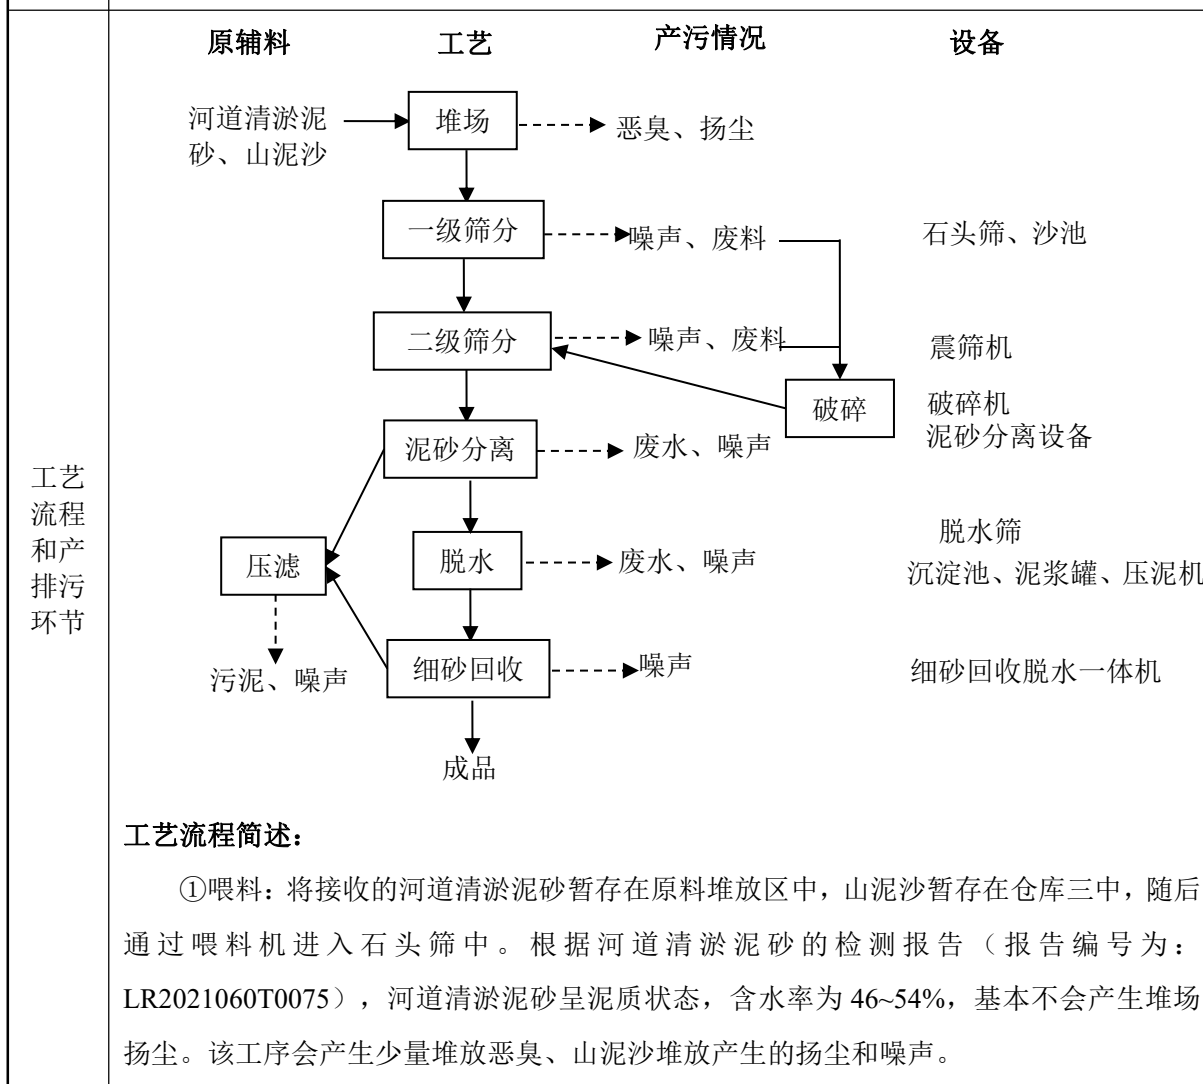 原辅料 工艺 产污情况 设备
河道清淤泥
砂、山泥沙
堆场
恶臭、扬尘
一级筛分
噪声、废料
石头筛、沙池
二级筛分
噪声、废料
震筛机
破碎
破碎机
泥砂分离
废水、噪声
泥砂分离设备
压滤
脱水
废水、噪声
脱水筛
沉淀池、泥浆罐、压泥机
污泥、噪声
细砂回收
噪声
细砂回收脱水一体机
成品
工艺
流程
和产
排污
环节
工艺流程简述：
①喂料：将接收的河道清淤泥砂暂存在原料堆放区中，山泥沙暂存在仓库三中，随后
通过喂料机进入石头筛中。根据河道清淤泥砂的检测报告（报告编号为：
LR2021060T0075），河道清淤泥砂呈泥质状态，含水率为 46~54%，基本不会产生堆场
扬尘。该工序会产生少量堆放恶臭、山泥沙堆放产生的扬尘和噪声。